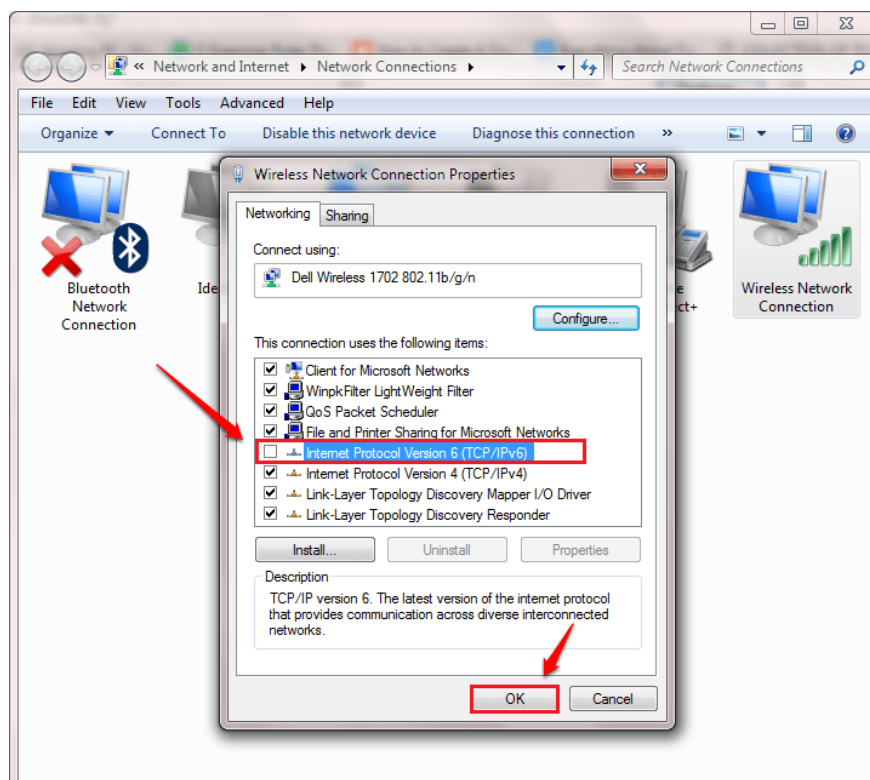 « Network and Internet ▸ Network Connections ▸
Search Network Connections
File Edit View Tools Advanced Help
Organize Connect To Disable this network device Diagnose this connection »
Wireless Network Connection Properties
Networking Sharing
Connect using:
Dell Wireless 1702 802.11b/g/n
Configure...
This connection uses the following items:
Client for Microsoft Networks
WinpkFilter LightWeight Filter
QoS Packet Scheduler
File and Printer Sharing for Microsoft Networks
Internet Protocol Version 6 (TCP/IPv6)
Internet Protocol Version 4 (TCP/IPv4)
Link-Layer Topology Discovery Mapper I/O Driver
Link-Layer Topology Discovery Responder
Install... Uninstall Properties
Description
TCP/IP version 6. The latest version of the internet protocol
that provides communication across diverse interconnected
networks.
OK Cancel
Bluetooth
Network
Connection
Ide
e
ct+
Wireless Network
Connection